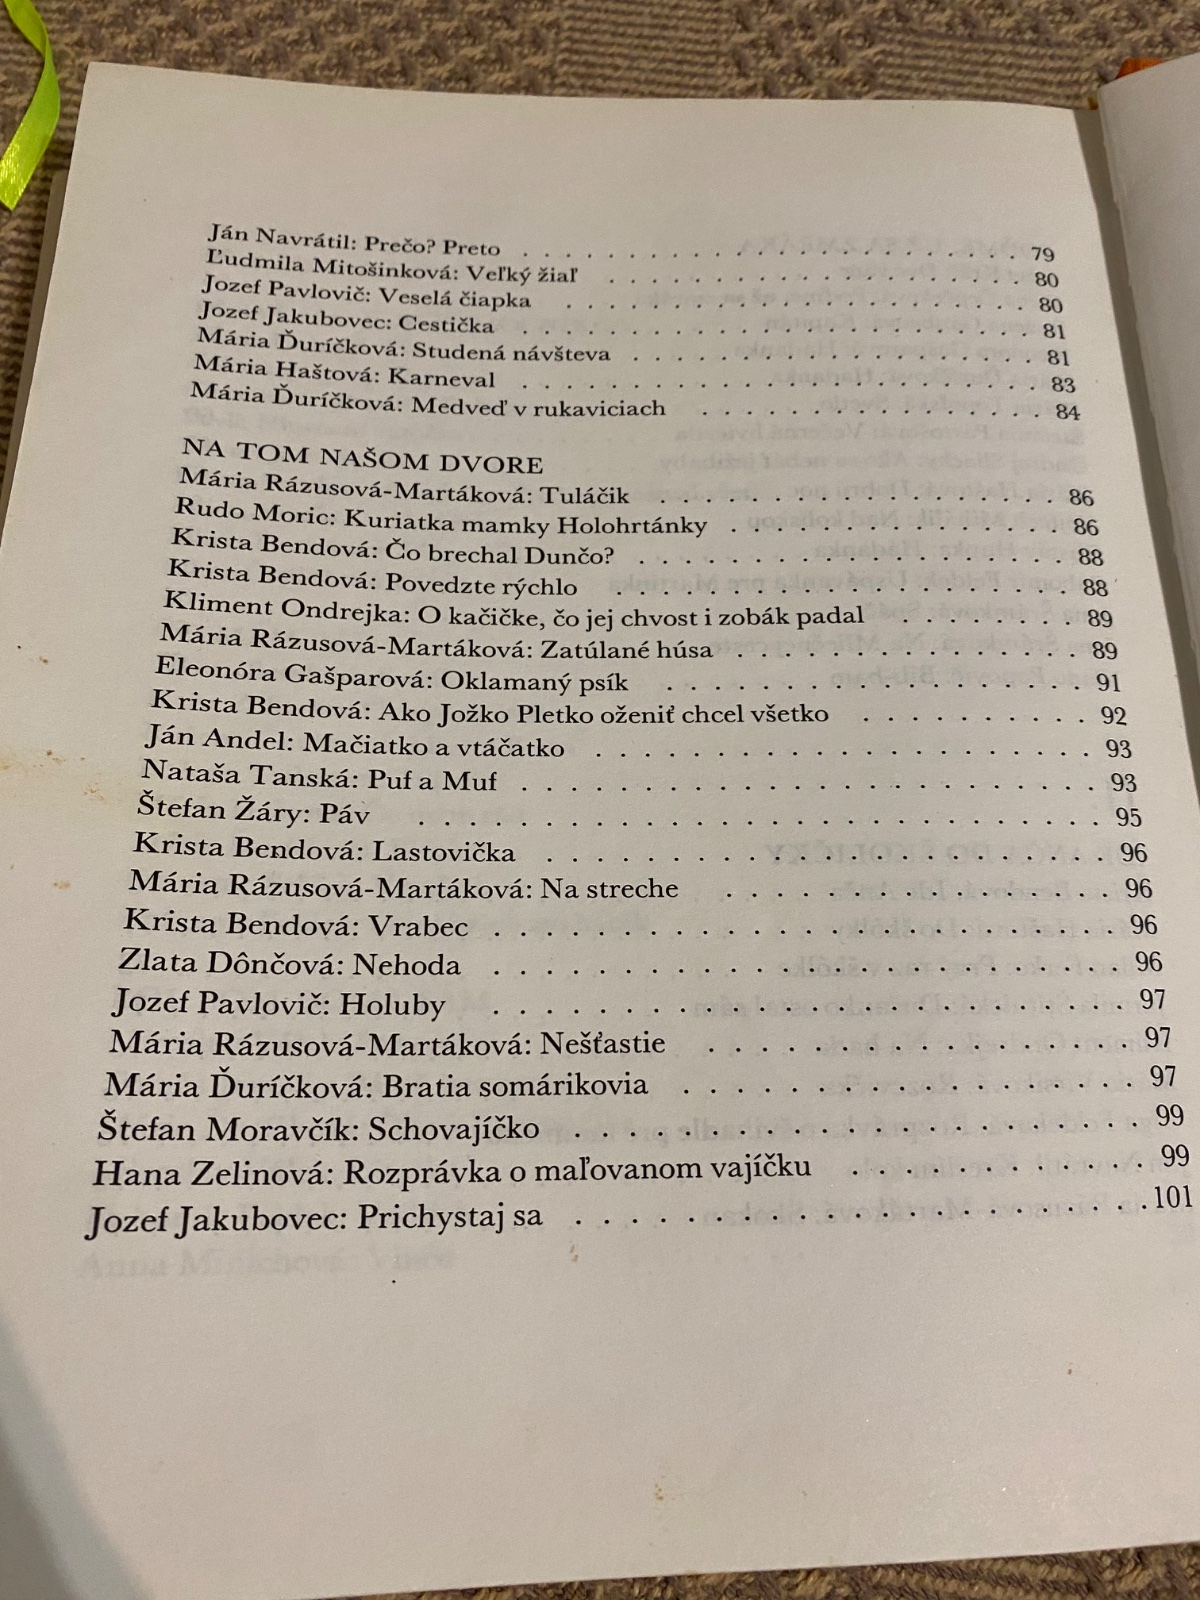 Ján Navrátil: Prečo? Preto . . . . . . . . . . . . . . . . . . . . 79
Ľudmila Mitošinková: Veľký žiaľ . . . . . . . . . . . . . . . . . 80
Jozef Pavlovič: Veselá čiapka . . . . . . . . . . . . . . . . . . 80
Jozef Jakubovec: Cestička . . . . . . . . . . . . . . . . . . . . 81
Mária Ďuríčková: Studená návšteva . . . . . . . . . . . . . . . . 81
Mária Haštová: Karneval . . . . . . . . . . . . . . . . . . . . 83
Mária Ďuríčková: Medveď v rukaviciach . . . . . . . . . . . . . 84
NA TOM NAŠOM DVORE
Mária Rázusová-Martáková: Tuláčik . . . . . . . . . . . . . . . 86
Rudo Moric: Kuriatka mamky Holohrtánky . . . . . . . . . . . . 86
Krista Bendová: Čo brechal Dunčo? . . . . . . . . . . . . . . . 88
Krista Bendová: Povedzte rýchlo . . . . . . . . . . . . . . . . 88
Kliment Ondrejka: O kačičke, čo jej chvost i zobák padal . . . . . . . 89
Mária Rázusová-Martáková: Zatúlané húsa . . . . . . . . . . . . 89
Eleonóra Gašparová: Oklamaný psík . . . . . . . . . . . . . . . 91
Krista Bendová: Ako Jožko Pletko oženiť chcel všetko . . . . . . . . 92
Ján Andel: Mačiatko a vtáčatko . . . . . . . . . . . . . . . . . 93
Nataša Tanská: Puf a Muf . . . . . . . . . . . . . . . . . . . . 93
Štefan Žáry: Páv . . . . . . . . . . . . . . . . . . . . . . . 95
Krista Bendová: Lastovička . . . . . . . . . . . . . . . . . . . 96
Mária Rázusová-Martáková: Na streche . . . . . . . . . . . . . 96
Krista Bendová: Vrabec . . . . . . . . . . . . . . . . . . . . 96
Zlata Dônčová: Nehoda . . . . . . . . . . . . . . . . . . . . 96
Jozef Pavlovič: Holuby . . . . . . . . . . . . . . . . . . . . 97
Mária Rázusová-Martáková: Nešťastie . . . . . . . . . . . . . . 97
Mária Ďuríčková: Bratia somárikovia . . . . . . . . . . . . . . . 97
Štefan Moravčík: Schovajíčko . . . . . . . . . . . . . . . . . . 99
Hana Zelinová: Rozprávka o maľovanom vajíčku . . . . . . . . . 99
Jozef Jakubovec: Prichystaj sa . . . . . . . . . . . . . . . . . 101